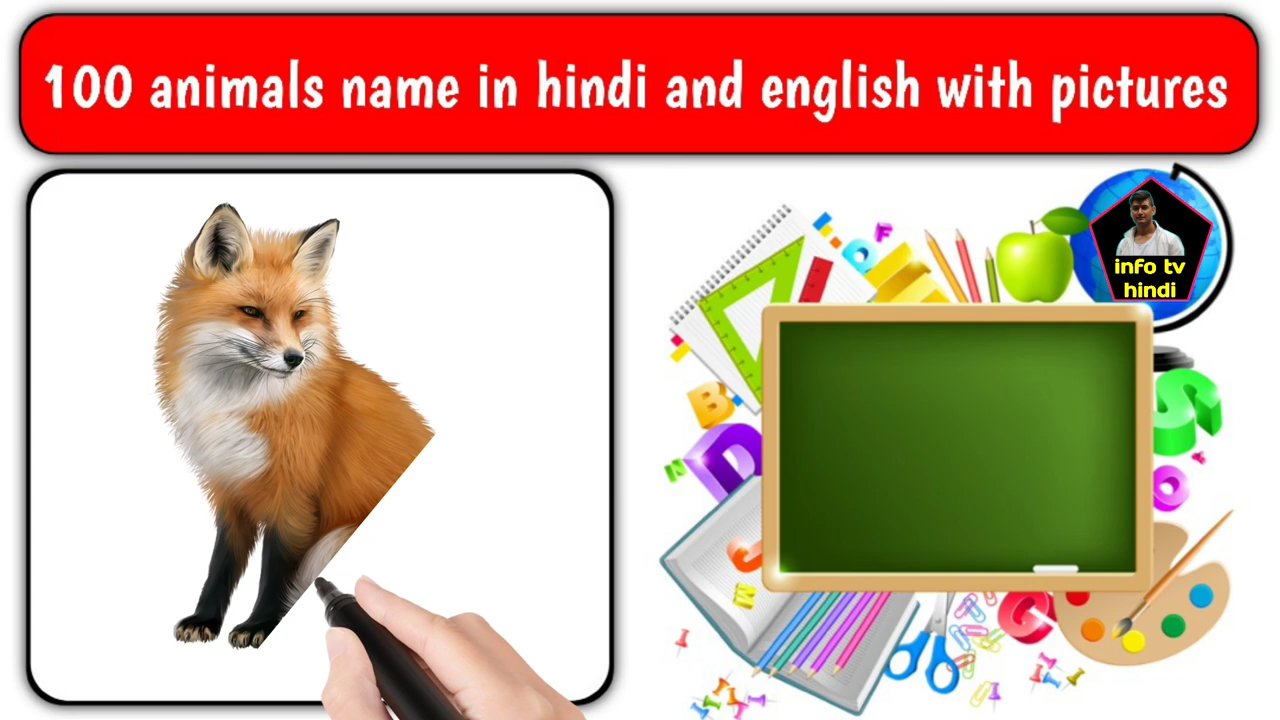 100 animals name in hindi and english with pictures
info tv
hindi
F
B
D
N
S
O
J
W
G